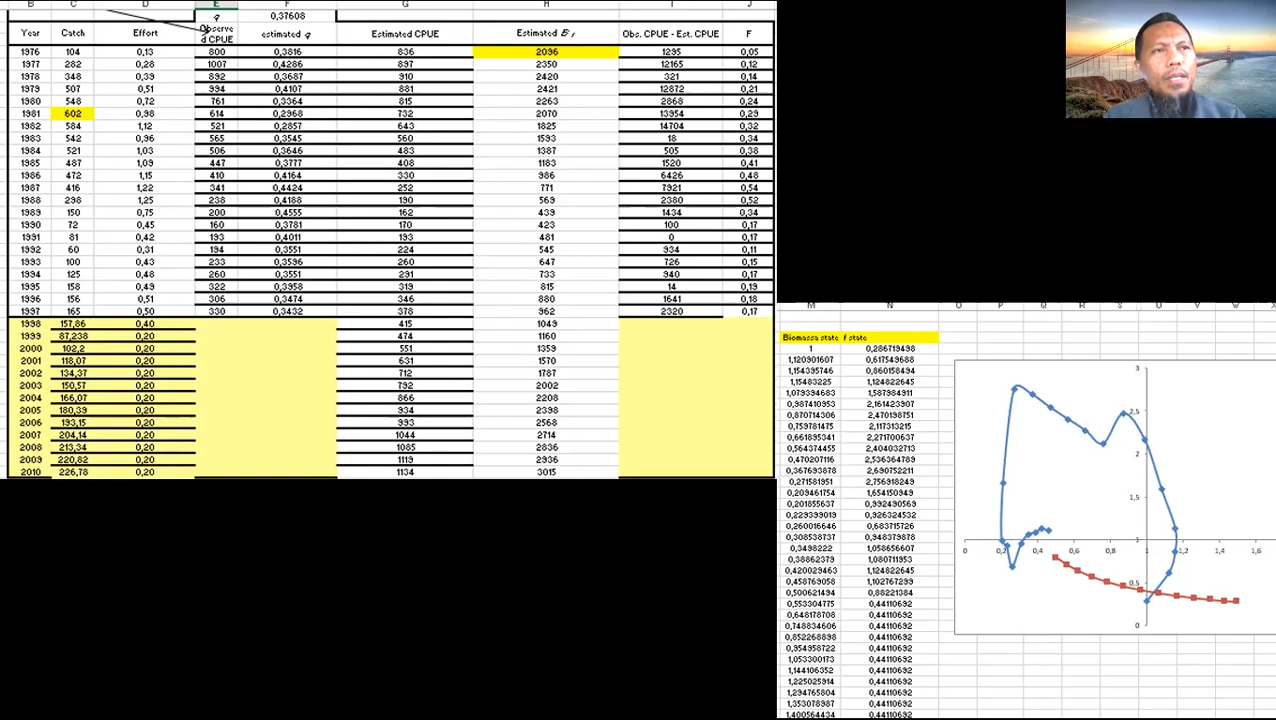 B C D E F G H I J
q 0,37608
Year Catch Effort Observed CPUE estimated q Estimated CPUE Estimated B t Obs. CPUE - Est. CPUE F
1976 104 0,13 800 0,3816 836 2096 1295 0,05
1977 282 0,28 1007 0,4286 897 2350 12165 0,12
1978 348 0,39 892 0,3687 910 2420 321 0,14
1979 507 0,51 994 0,4107 881 2421 12872 0,21
1980 548 0,72 761 0,3364 815 2263 2868 0,24
1981 602 0,98 614 0,2968 732 2070 13954 0,29
1982 584 1,12 521 0,2857 643 1825 14704 0,32
1983 542 0,96 565 0,3545 560 1593 18 0,34
1984 521 1,03 506 0,3646 483 1387 505 0,38
1985 487 1,09 447 0,3777 408 1183 1520 0,41
1986 472 1,15 410 0,4164 330 986 6426 0,48
1987 416 1,22 341 0,4424 252 771 7921 0,54
1988 298 1,25 238 0,4188 190 569 2380 0,52
1989 150 0,75 200 0,4555 162 439 1434 0,34
1990 72 0,45 160 0,3781 170 423 100 0,17
1991 81 0,42 193 0,4011 193 481 0 0,17
1992 60 0,31 194 0,3551 224 545 934 0,11
1993 100 0,43 233 0,3596 260 647 726 0,15
1994 125 0,48 260 0,3551 291 733 940 0,17
1995 158 0,49 322 0,3958 319 815 14 0,19
1996 156 0,51 306 0,3474 346 880 1641 0,18
1997 165 0,50 330 0,3432 378 962 2320 0,17
1998 157,86 0,40 415 1049
1999 87,238 0,20 474 1160
2000 102,2 0,20 551 1359
2001 118,07 0,20 631 1570
2002 134,37 0,20 712 1787
2003 150,57 0,20 792 2002
2004 166,07 0,20 866 2208
2005 180,39 0,20 934 2398
2006 193,15 0,20 993 2568
2007 204,14 0,20 1044 2714
2008 213,34 0,20 1085 2836
2009 220,82 0,20 1119 2936
2010 226,78 0,20 1134 3015
M N O P Q R S T U V W X
Biomassa state f state
1 0,286719498
1,120901607 0,617549688
1,154395746 0,860158494
1,15483225 1,124822645
1,079394683 1,587984911
0,987410953 2,161423907
0,870714306 2,470198751
0,759781475 2,117313215
0,661895341 2,271700637
0,564374455 2,404032713
0,470207116 2,536364789
0,367693878 2,690752211
0,271581951 2,756918249
0,209461754 1,654150949
0,201855637 0,992490569
0,229399019 0,926324532
0,260016646 0,683715726
0,308538737 0,948379878
0,3498222 1,058656607
0,38862379 1,080711953
0,420029463 1,124822645
0,458769058 1,102767299
0,500621494 0,88221384
0,553304775 0,44110692
0,648178708 0,44110692
0,748834606 0,44110692
0,852268898 0,44110692
0,954958722 0,44110692
1,053300173 0,44110692
1,144106352 0,44110692
1,225025914 0,44110692
1,294765804 0,44110692
1,353078987 0,44110692
1,400564434 0,44110692
3
2,5
2
1,5
1
0 0,2 0,4 0,6 0,8 1 1,2 1,4 1,6
0,5
0